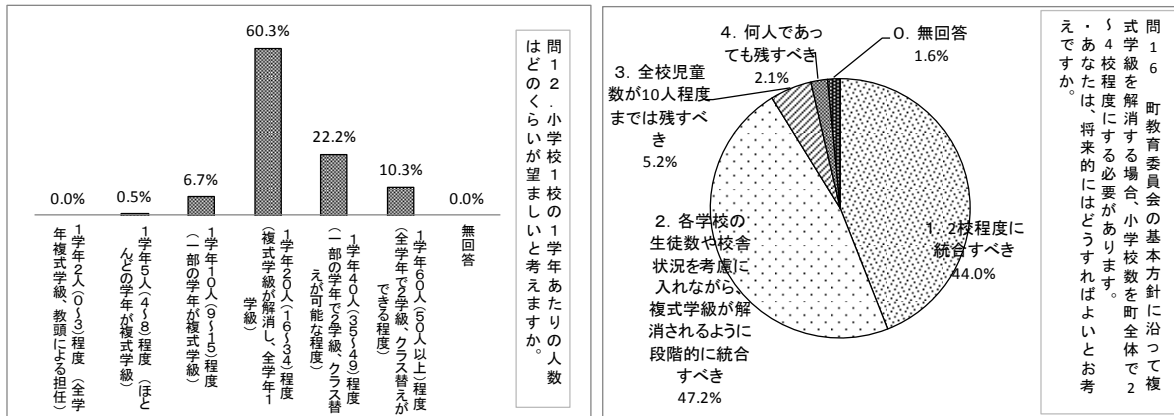 問12．小学校1校の1学年あたりの人数
はどのくらいが望ましいと考えますか。
0.0%
0.5%
6.7%
60.3%
22.2%
10.3%
0.0%
1学年2人(0～3)程度 (全学
年複式学級、教頭による担任)
1学年5人(4～8)程度 (ほと
んどの学年が複式学級)
1学年10人(9～15)程度
(一部の学年が複式学級)
1学年20人(16～34)程度
(複式学級が解消し、全学年1
学級)
1学年40人(35～49)程度
(一部の学年で2学級、クラス替
えが可能な程度)
1学年60人(50人以上)程度
(全学年で2学級、クラス替えが
できる程度)
無回答
問16 町教育委員会の基本方針に沿って複
式学級を解消する場合、小学校数を町全体で2
～4校程度にする必要があります。
・あなたは、将来的にはどうすればよいとお考
えですか。
0．無回答
1.6%
1．2校程度に
統合すべき
44.0%
2．各学校の
生徒数や校舎
状況を考慮に
入れながら、
複式学級が解
消されるように
段階的に統合
すべき
47.2%
3．全校児童
数が10人程度
までは残すべ
き
5.2%
4．何人であっ
ても残すべき
2.1%